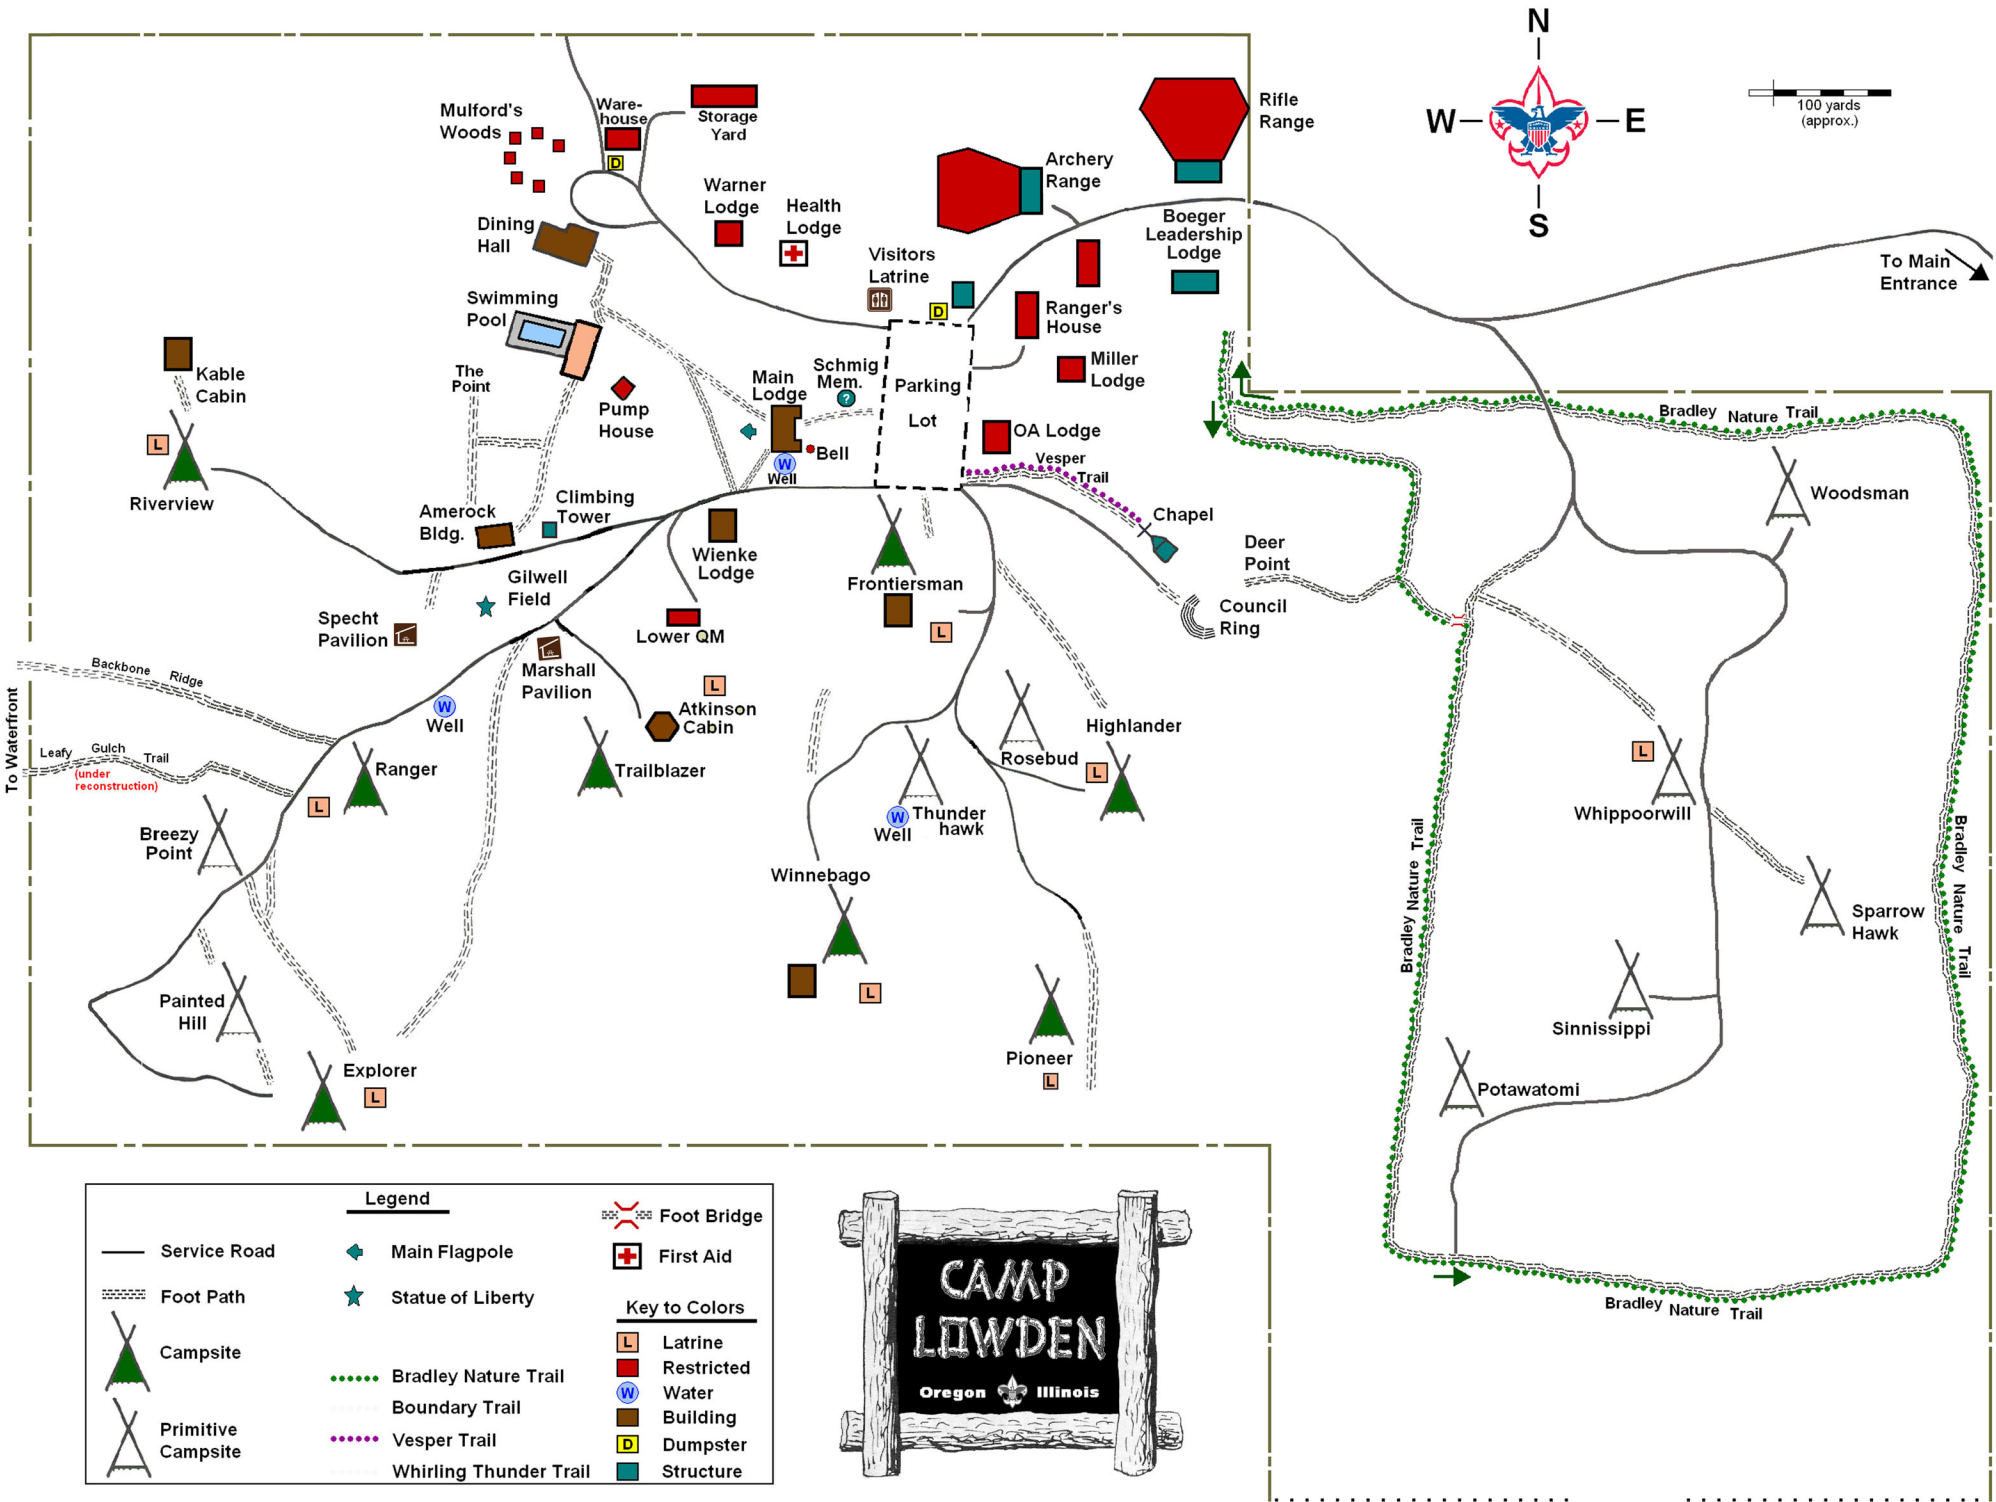 N
W
E
S
100 yards
(approx.)
Rifle
Range
Mulford's
Woods
Ware-
house
D
Storage
Yard
Archery
Range
Warner
Lodge
Health
Lodge
Dining
Hall
Visitors
Latrine
D
Boeger
Leadership
Lodge
To Main
Entrance
Swimming
Pool
Ranger's
House
Kable
Cabin
The
Point
Pump
House
Main
Lodge
Schmig
Mem.
?
Parking
Lot
Miller
Lodge
OA Lodge
Bell
W
Well
Vesper
Trail
Bradley Nature Trail
L
Riverview
Woodsman
Amerock
Bldg.
Climbing
Tower
Wienke
Lodge
Chapel
Deer
Point
Frontiersman
Gilwell
Field
Council
Ring
Specht
Pavilion
Lower QM
L
Marshall
Pavilion
Backbone Ridge
W
Well
L
Atkinson
Cabin
Highlander
To Waterfront
Leafy Gulch Trail
(under
reconstruction)
Ranger
L
Trailblazer
Rosebud
L
L
Whippoorwill
Breezy
Point
W
Well
Thunder
hawk
Bradley Nature Trail
Bradley Nature Trail
Winnebago
Sparrow
Hawk
L
Painted
Hill
Sinnissippi
Pioneer
L
Explorer
L
Potawatomi
Bradley Nature Trail
Legend
Service Road
Foot Path
Campsite
Primitive
Campsite
Main Flagpole
Statue of Liberty
Bradley Nature Trail
Boundary Trail
Vesper Trail
Whirling Thunder Trail
Foot Bridge
First Aid
Key to Colors
L
Latrine
Restricted
W
Water
Building
D
Dumpster
Structure
CAMP
LOWDEN
Oregon Illinois